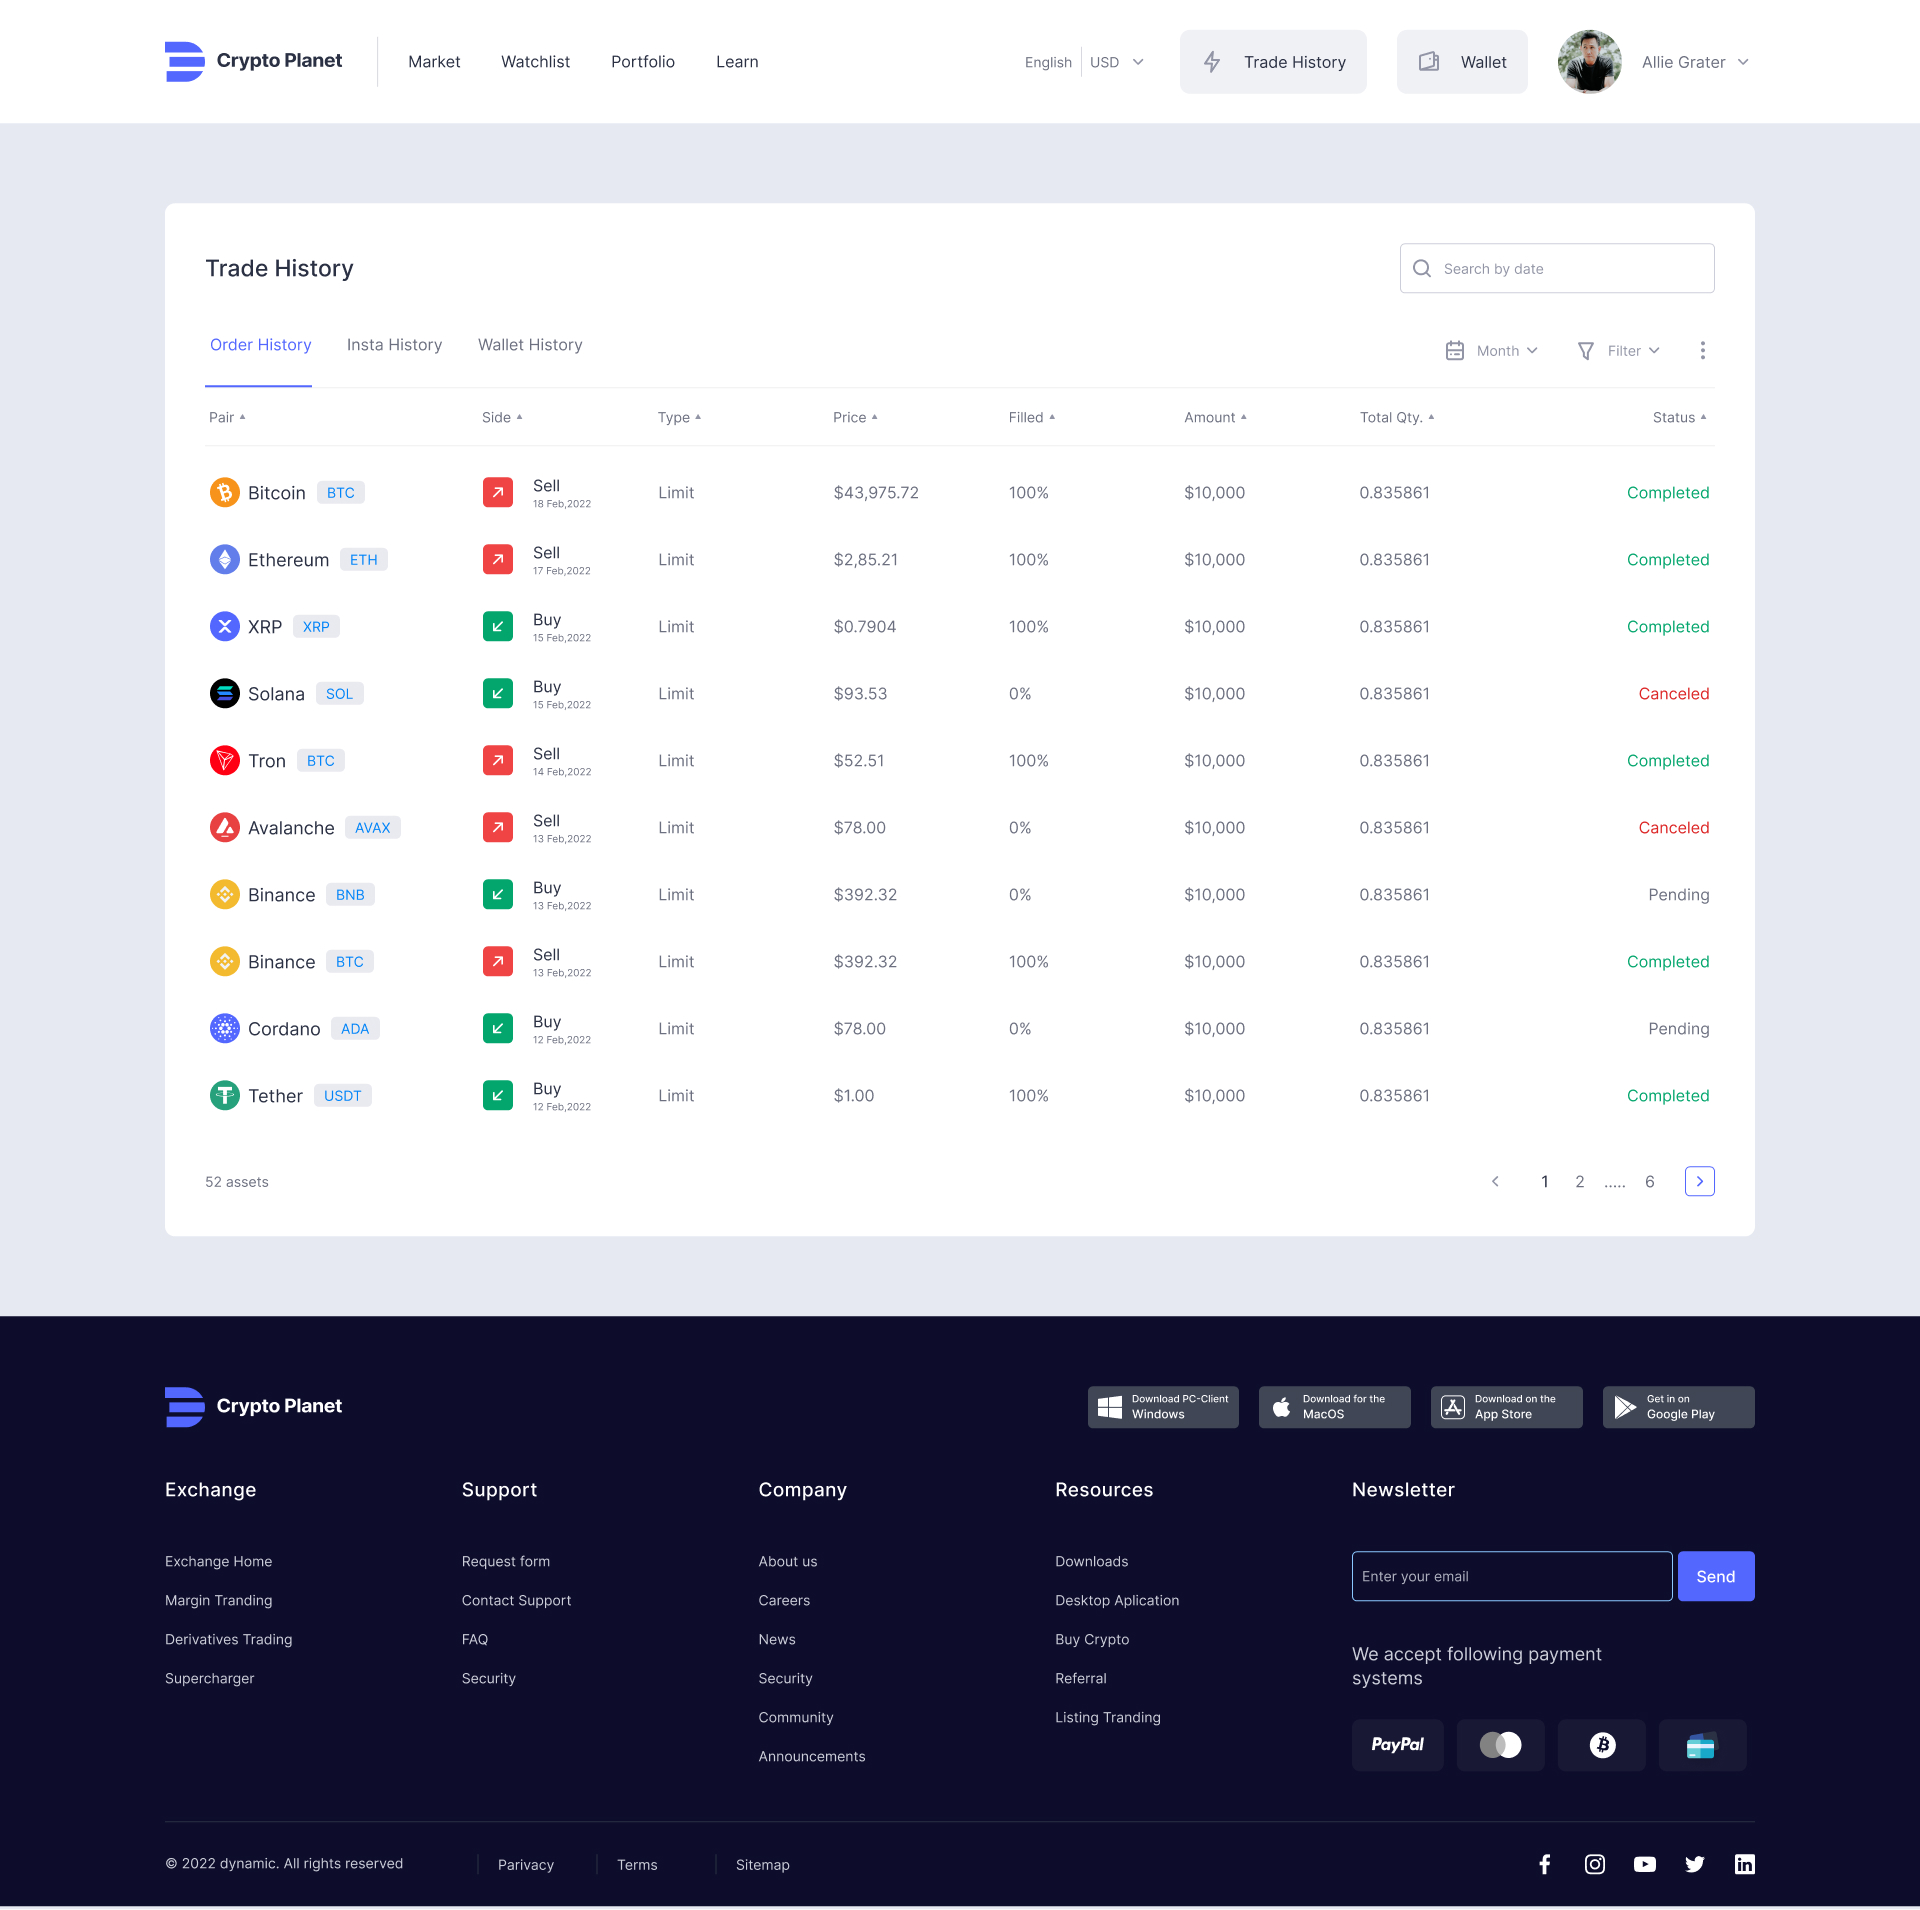 Crypto Planet
Market Watchlist Portfolio Learn
English USD
Trade History
Wallet
Allie Grater
Trade History
Search by date
Order History Insta History Wallet History
Month Filter
Pair Side Type Price Filled Amount Total Qty. Status
Bitcoin BTC Sell 18 Feb,2022 Limit $43,975.72 100% $10,000 0.835861 Completed
Ethereum ETH Sell 17 Feb,2022 Limit $2,85.21 100% $10,000 0.835861 Completed
XRP XRP Buy 15 Feb,2022 Limit $0.7904 100% $10,000 0.835861 Completed
Solana SOL Buy 15 Feb,2022 Limit $93.53 0% $10,000 0.835861 Canceled
Tron BTC Sell 14 Feb,2022 Limit $52.51 100% $10,000 0.835861 Completed
Avalanche AVAX Sell 13 Feb,2022 Limit $78.00 0% $10,000 0.835861 Canceled
Binance BNB Buy 13 Feb,2022 Limit $392.32 0% $10,000 0.835861 Pending
Binance BTC Sell 13 Feb,2022 Limit $392.32 100% $10,000 0.835861 Completed
Cordano ADA Buy 12 Feb,2022 Limit $78.00 0% $10,000 0.835861 Pending
Tether USDT Buy 12 Feb,2022 Limit $1.00 100% $10,000 0.835861 Completed
52 assets
1 2 ..... 6
Crypto Planet
Download PC-Client
Windows
Download for the
MacOS
Download on the
App Store
Get in on
Google Play
Exchange
Exchange Home
Margin Tranding
Derivatives Trading
Supercharger
Support
Request form
Contact Support
FAQ
Security
Company
About us
Careers
News
Security
Community
Announcements
Resources
Downloads
Desktop Aplication
Buy Crypto
Referral
Listing Tranding
Newsletter
Enter your email
Send
We accept following payment
systems
PayPal
© 2022 dynamic. All rights reserved
Parivacy
Terms
Sitemap